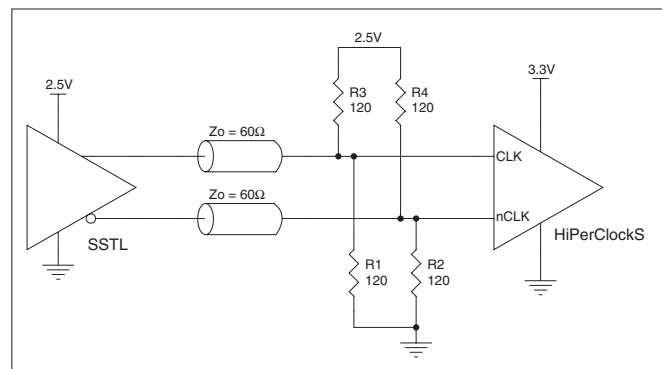 2.5V
2.5V
3.3V
R3
120
R4
120
Zo = 60Ω
CLK
Zo = 60Ω
nCLK
SSTL
HiPerClockS
R1
120
R2
120